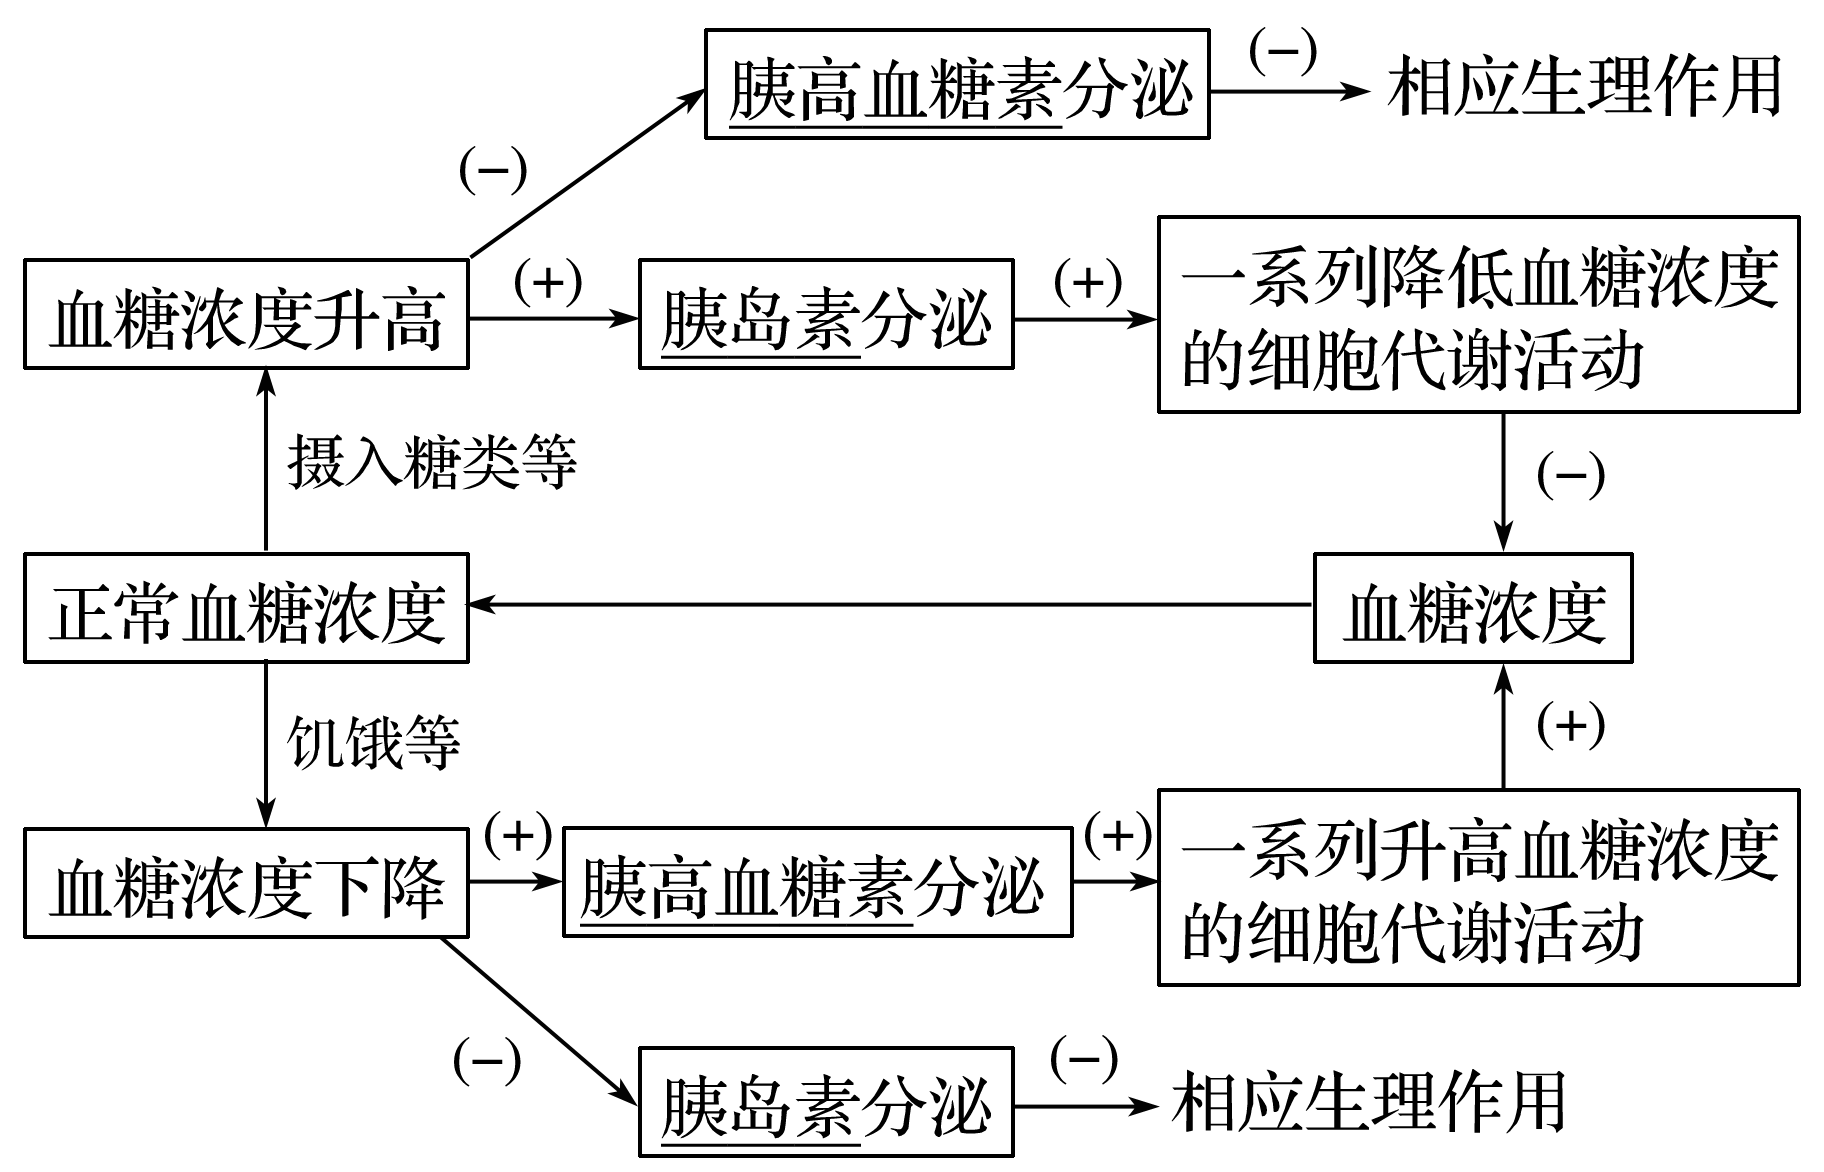 胰高血糖素分泌
(−)
相应生理作用
(−)
血糖浓度升高
(+)
胰岛素分泌
(+)
一系列降低血糖浓度
的细胞代谢活动
摄入糖类等
(−)
正常血糖浓度
血糖浓度
饥饿等
(+)
血糖浓度下降
(+)
胰高血糖素分泌
(+)
一系列升高血糖浓度
的细胞代谢活动
(−)
胰岛素分泌
(−)
相应生理作用